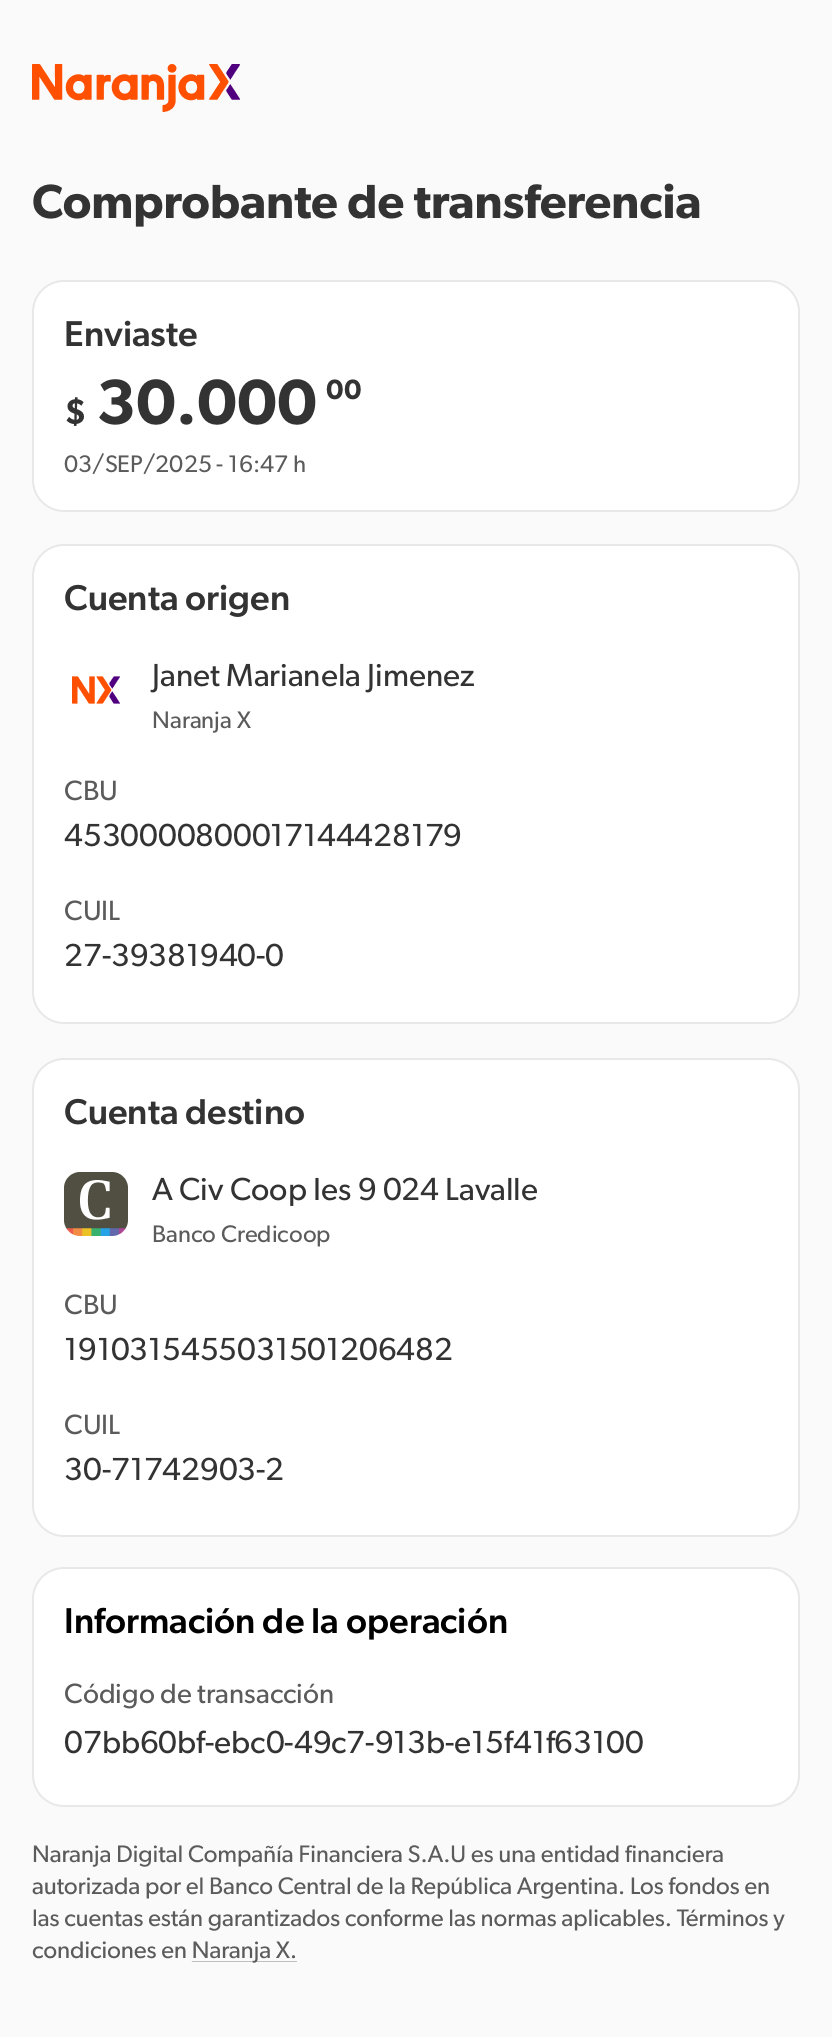 NaranjaX
Comprobante de transferencia
Enviaste
$ 30.000 00
03/SEP/2025 - 16:47 h
Cuenta origen
NX
Janet Marianela Jimenez
Naranja X
CBU
4530000800017144428179
CUIL
27-39381940-0
Cuenta destino
C
A Civ Coop Ies 9 024 Lavalle
Banco Credicoop
CBU
1910315455031501206482
CUIL
30-71742903-2
Información de la operación
Código de transacción
07bb60bf-ebc0-49c7-913b-e15f41f63100
Naranja Digital Compañía Financiera S.A.U es una entidad financiera
autorizada por el Banco Central de la República Argentina. Los fondos en
las cuentas están garantizados conforme las normas aplicables. Términos y
condiciones en Naranja X.